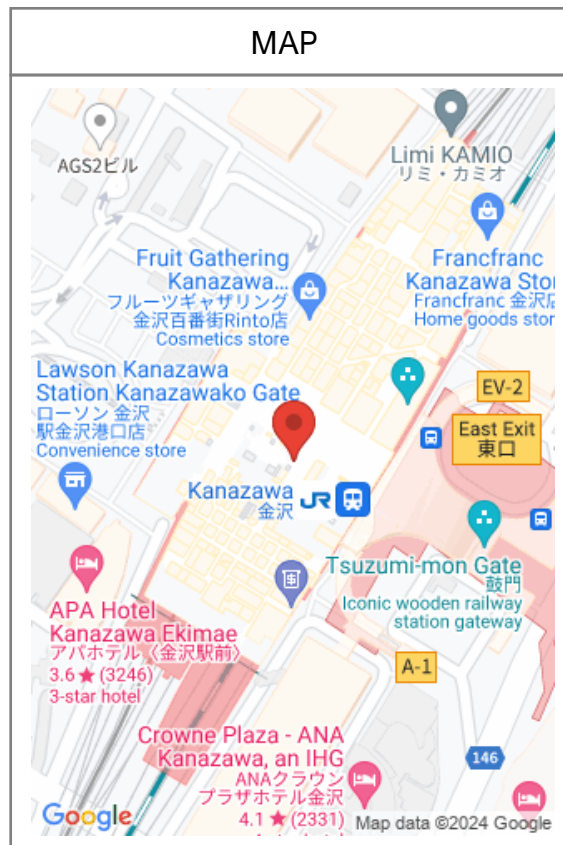 MAP
Limi KAMIO
リミ・カミオ
AGS2ビル
Fruit Gathering
Kanazawa...
フルーツギャザリング
金沢百番街Rinto店
Cosmetics store
Francfranc
Kanazawa Sto
Francfranc 金沢店
Home goods stor
Lawson Kanazawa
Station Kanazawako Gate
ローソン 金沢
駅金沢港口店
Convenience store
EV-2
East Exit
東口
Kanazawa
金沢
JR
Tsuzumi-mon Gate
鼓門
Iconic wooden railway
station gateway
APA Hotel
Kanazawa Ekimae
アパホテル〈金沢駅前〉
3.6 ★ (3246)
3-star hotel
A-1
Crowne Plaza - ANA
Kanazawa, an IHG
ANAクラウン
プラザホテル金沢
4.1 ★ (2331)
146
Google
Map data ©2024 Google